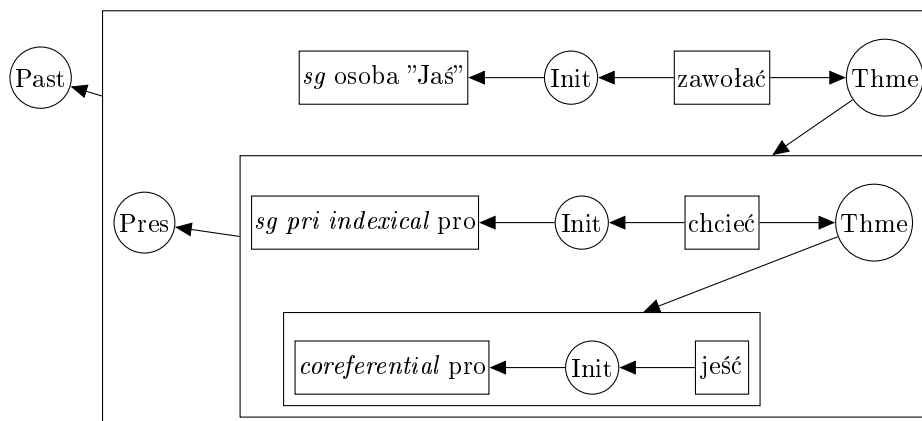 Past
sg osoba ”Jaś”
Init
zawołać
Thme
Pres
sg pri indexical pro
Init
chcieć
Thme
coreferential pro
Init
jeść